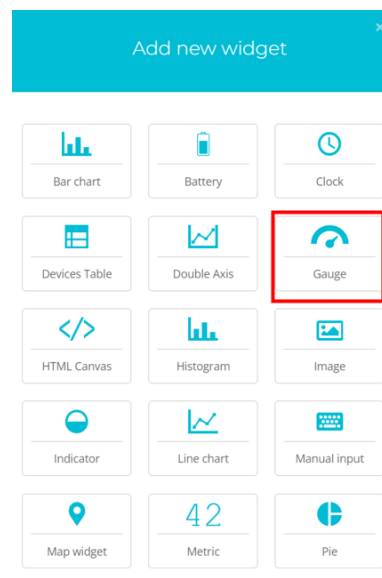 Add new widget
Bar chart
Battery
Clock
Devices Table
Double Axis
Gauge
HTML Canvas
Histogram
Image
Indicator
Line chart
Manual input
42
Map widget
Metric
Pie